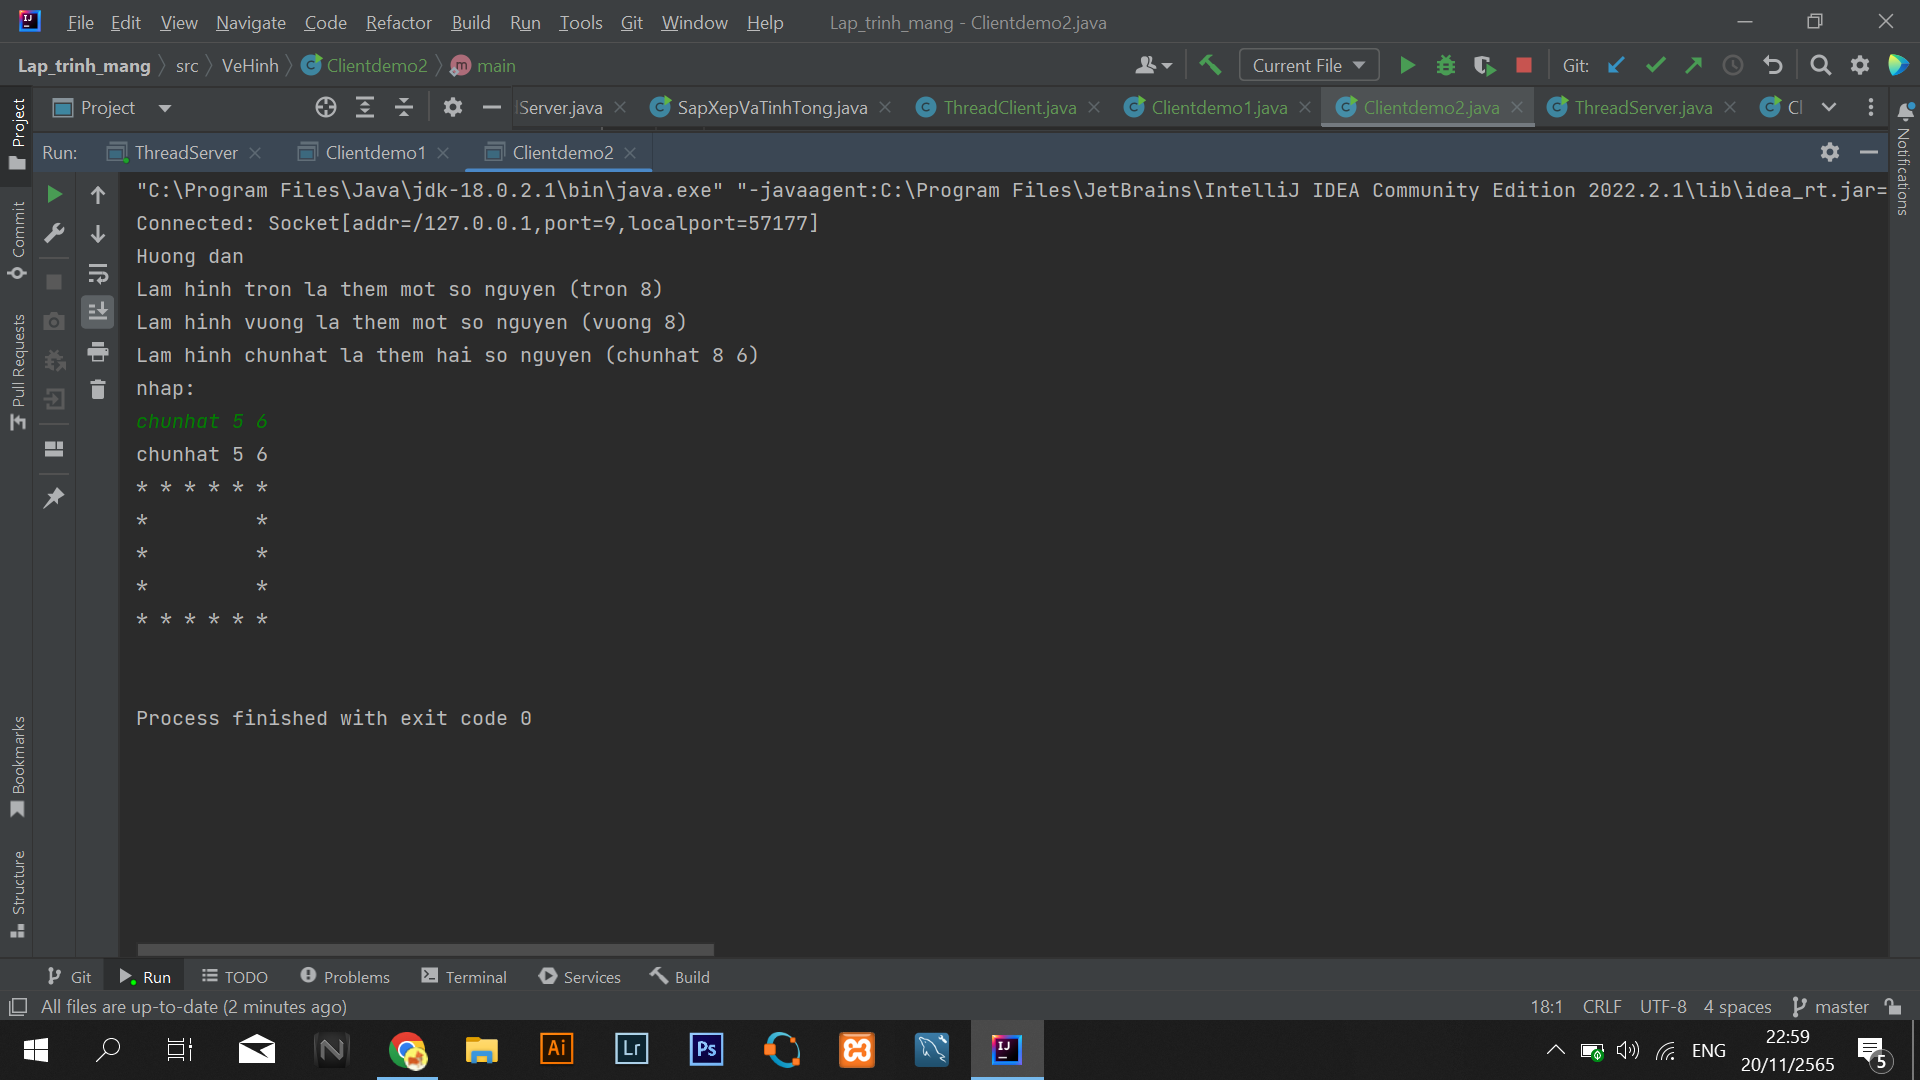 File Edit View Navigate Code Refactor Build Run Tools Git Window Help Lap_trinh_mang - Clientdemo2.java
Lap_trinh_mang src VeHinh Clientdemo2 m main Current File Git:
Project Server.java SapXepVaTinhTong.java ThreadClient.java Clientdemo1.java Clientdemo2.java ThreadServer.java Cl
Run: ThreadServer Clientdemo1 Clientdemo2
"C:\Program Files\Java\jdk-18.0.2.1\bin\java.exe" "-javaagent:C:\Program Files\JetBrains\IntelliJ IDEA Community Edition 2022.2.1\lib\idea_rt.jar=
Connected: Socket[addr=/127.0.0.1,port=9,localport=57177]
Huong dan
Lam hinh tron la them mot so nguyen (tron 8)
Lam hinh vuong la them mot so nguyen (vuong 8)
Lam hinh chunhat la them hai so nguyen (chunhat 8 6)
nhap:
chunhat 5 6
chunhat 5 6
* * * * * *
*         *
*         *
*         *
* * * * * *
Process finished with exit code 0
Project
Commit
Pull Requests
Bookmarks
Structure
Notifications
Git Run TODO Problems Terminal Services Build
All files are up-to-date (2 minutes ago) 18:1 CRLF UTF-8 4 spaces master
Ai Lr Ps IJ ENG 22:59
20/11/2565 5